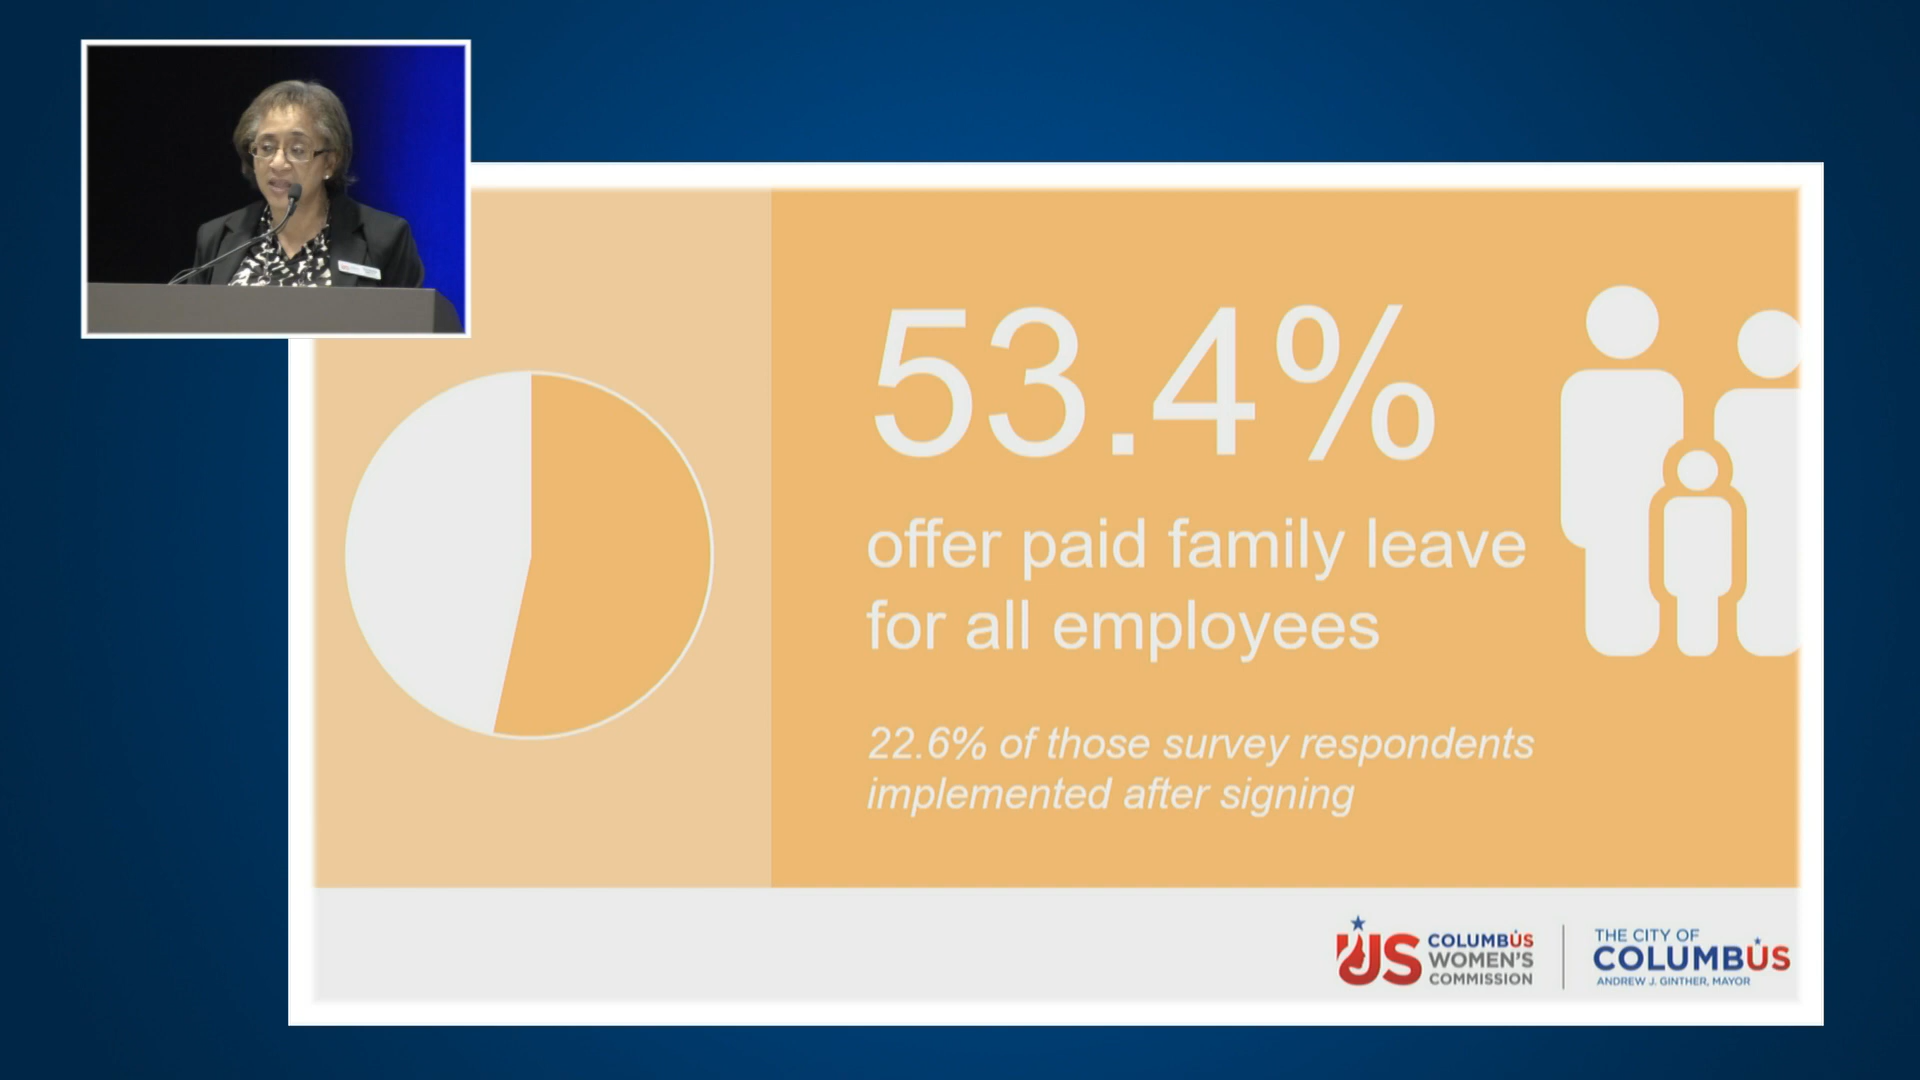 53.4%
offer paid family leave
for all employees
22.6% of those survey respondents
implemented after signing
US
COLUMBUS
WOMEN'S
COMMISSION
THE CITY OF
COLUMBUS
ANDREW J. GINTHER, MAYOR